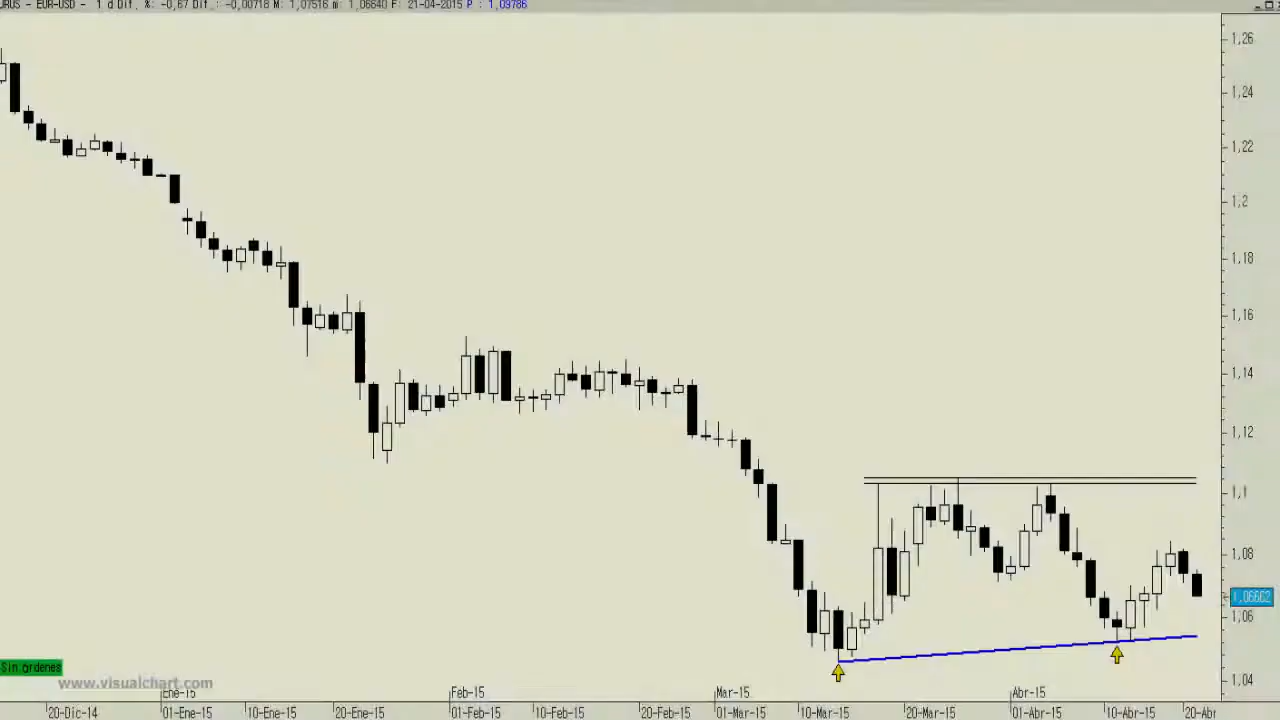 URUS - EUR-USD - 1 d Dif. %: -0,67 Dif.: -0,00718 M: 1,07516 m: 1,06640 F: 21-04-2015 P : 1,09786
1,26
1,24
1,22
1,2
1,18
1,16
1,14
1,12
1,1
1,08
1,06662
1,06
1,04
Sin órdenes
www.visualchart.com
Ene-15
Feb-15
Mar-15
Abr-15
20-Dic-14
01-Ene-15
10-Ene-15
20-Ene-15
01-Feb-15
10-Feb-15
20-Feb-15
01-Mar-15
10-Mar-15
20-Mar-15
01-Abr-15
10-Abr-15
20-Abr